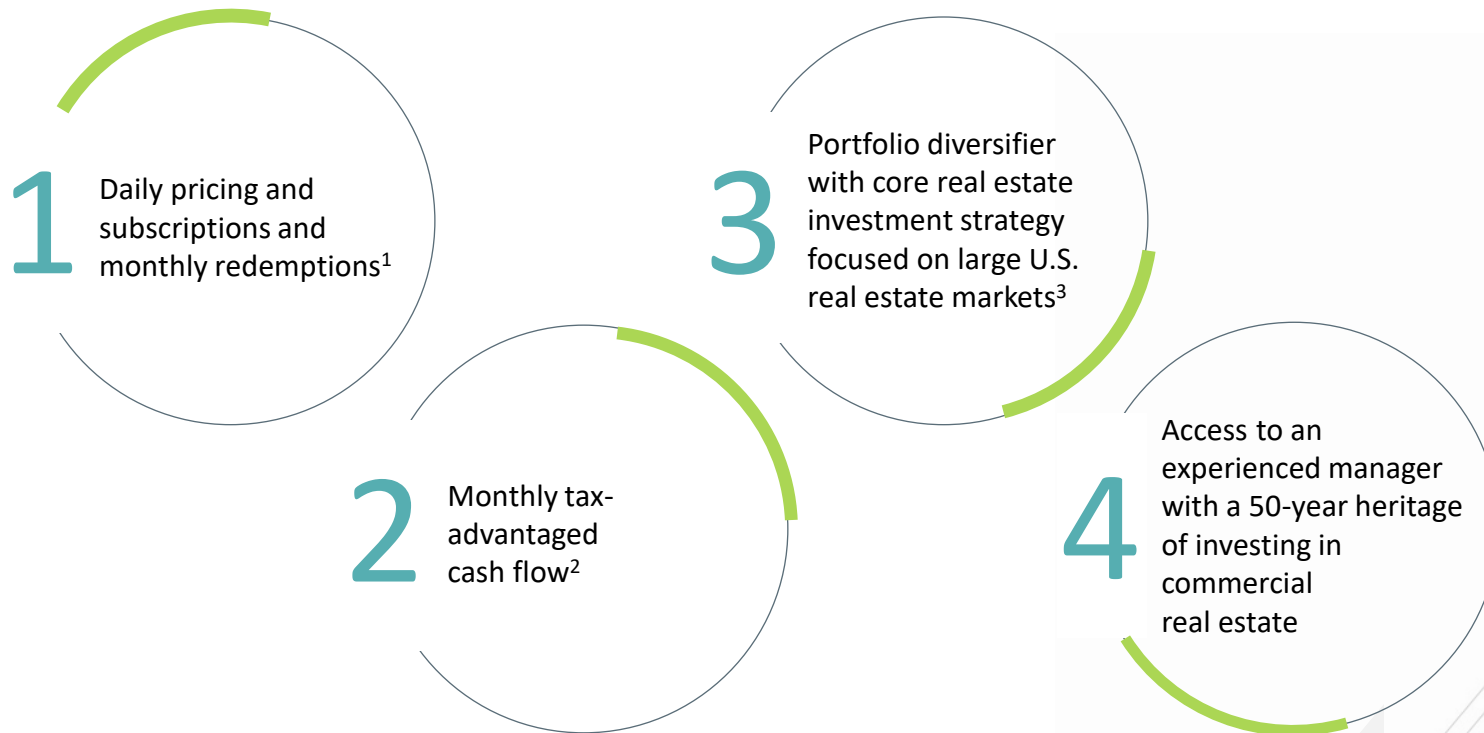 1
Daily pricing and
subscriptions and
monthly redemptions¹
2
Monthly tax-
advantaged
cash flow²
3
Portfolio diversifier
with core real estate
investment strategy
focused on large U.S.
real estate markets³
4
Access to an
experienced manager
with a 50-year heritage
of investing in
commercial
real estate